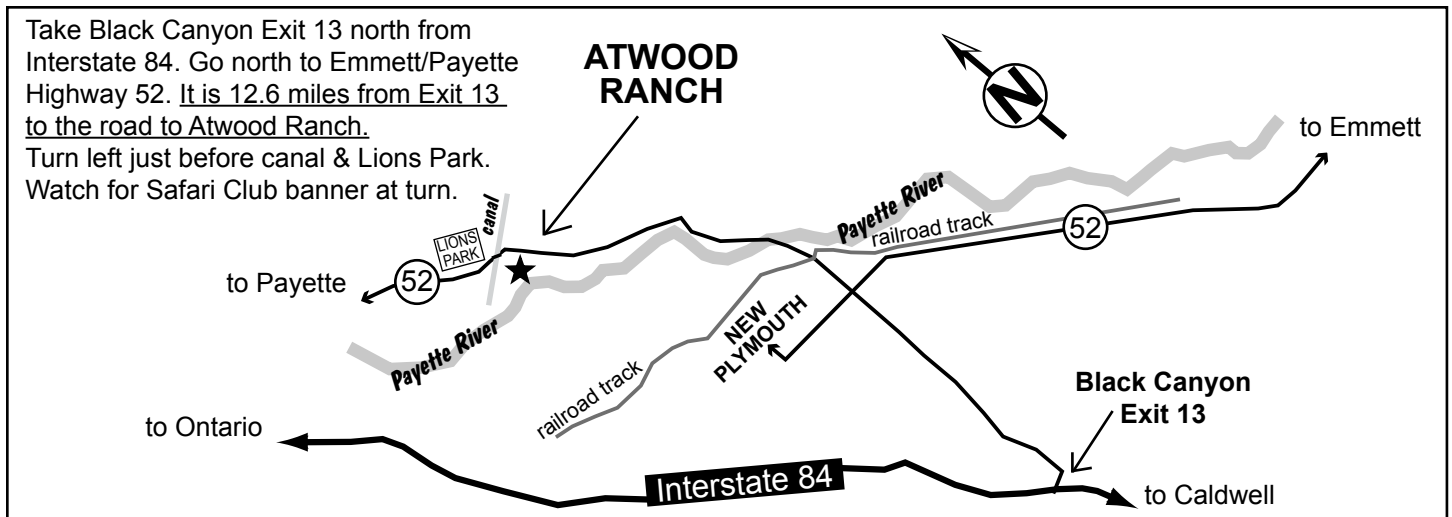 Take Black Canyon Exit 13 north from
Interstate 84. Go north to Emmett/Payette
Highway 52. It is 12.6 miles from Exit 13
to the road to Atwood Ranch.
Turn left just before canal & Lions Park.
Watch for Safari Club banner at turn.
ATWOOD
RANCH
N
to Emmett
canal
LIONS
PARK
Payette River
railroad track
52
to Payette
52
NEW
PLYMOUTH
Payette River
railroad track
Black Canyon
Exit 13
to Ontario
Interstate 84
to Caldwell